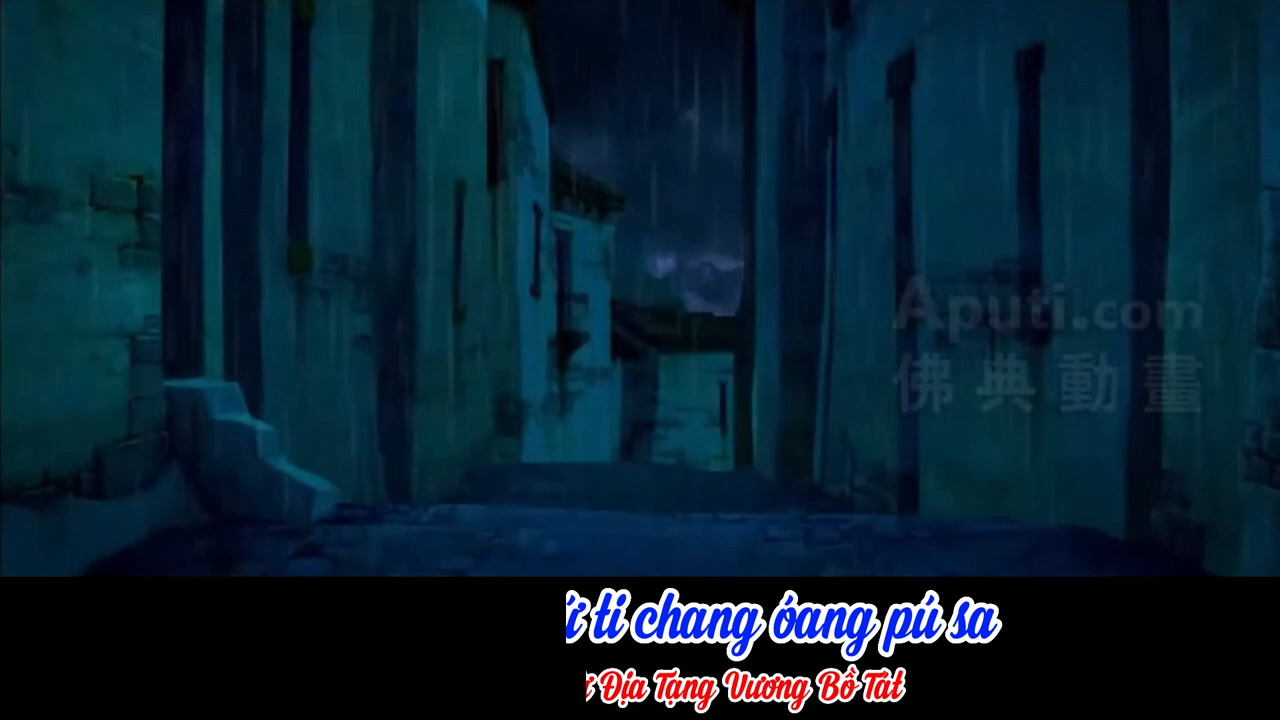 Aputi.com
佛典動畫
ti chang óang pú sa
Địa Tạng Vương Bồ Tát